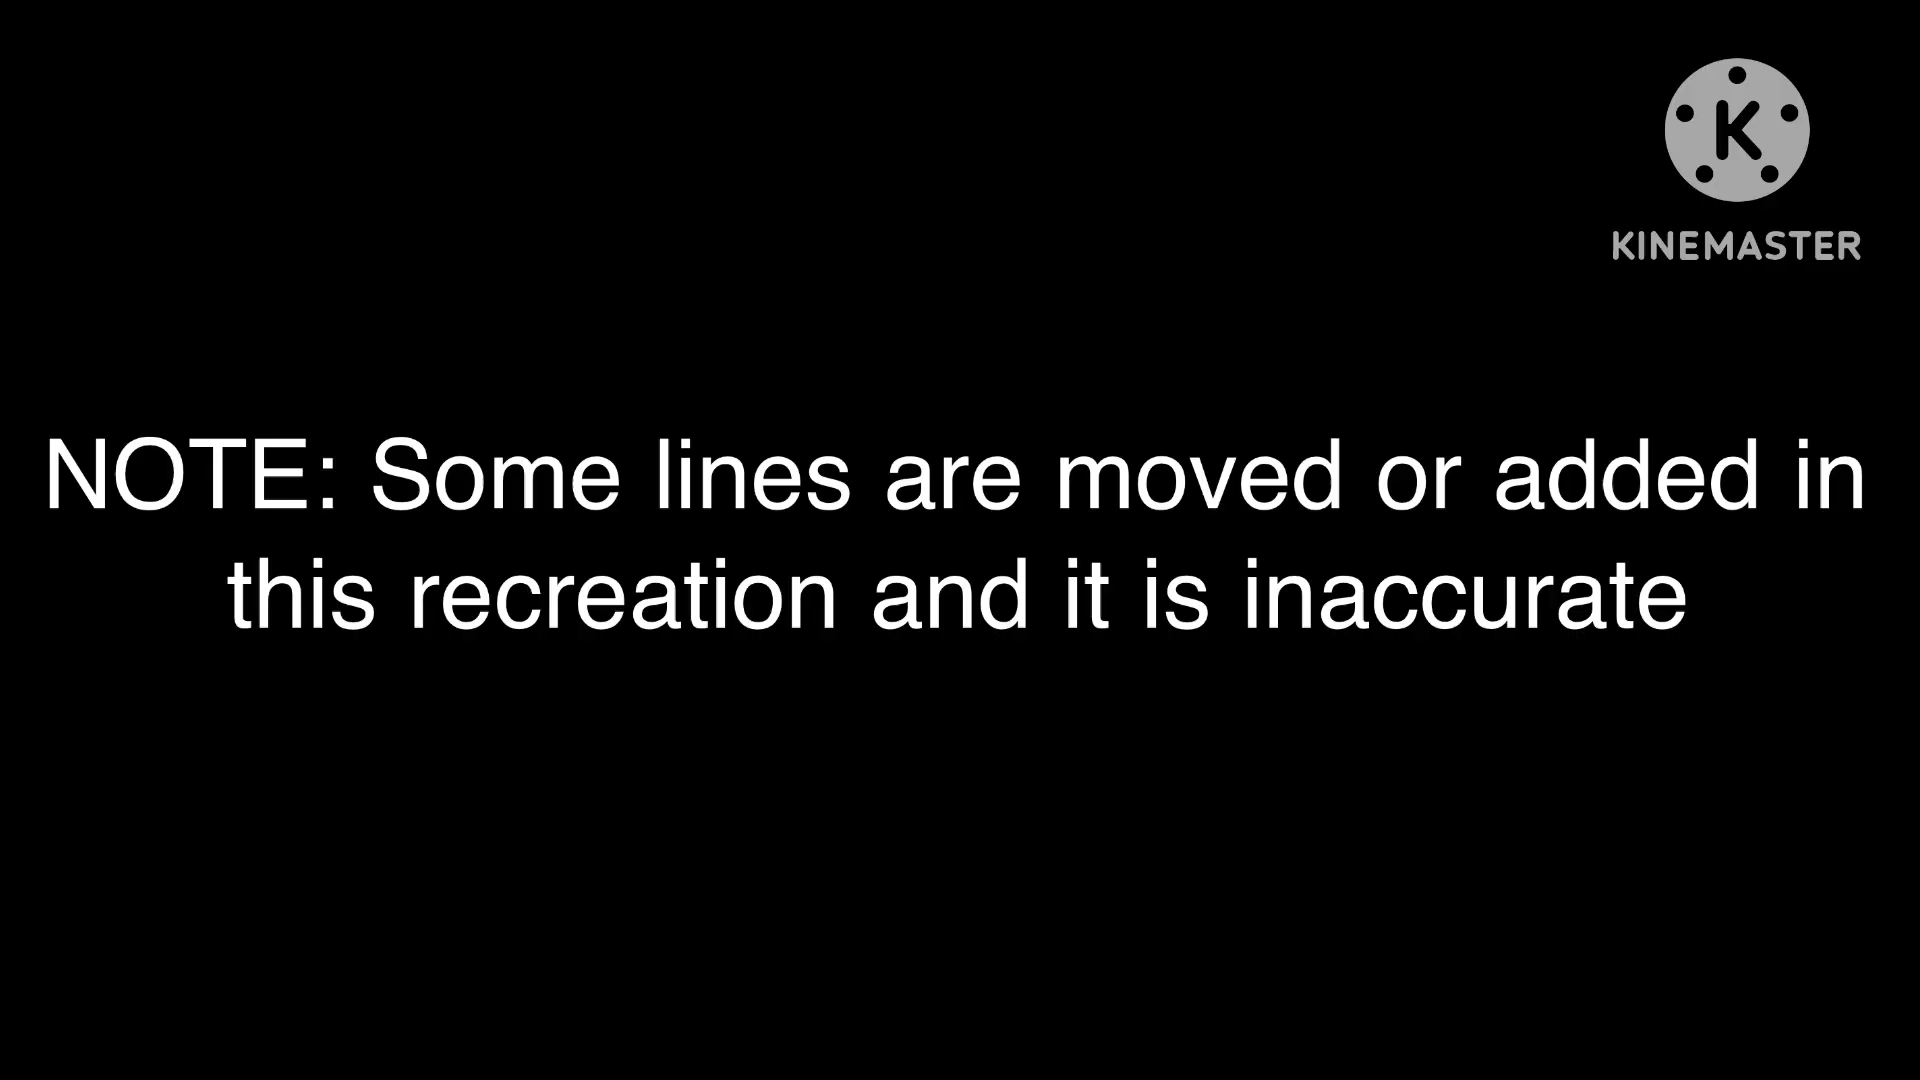 K
KINEMASTER
NOTE: Some lines are moved or added in
this recreation and it is inaccurate